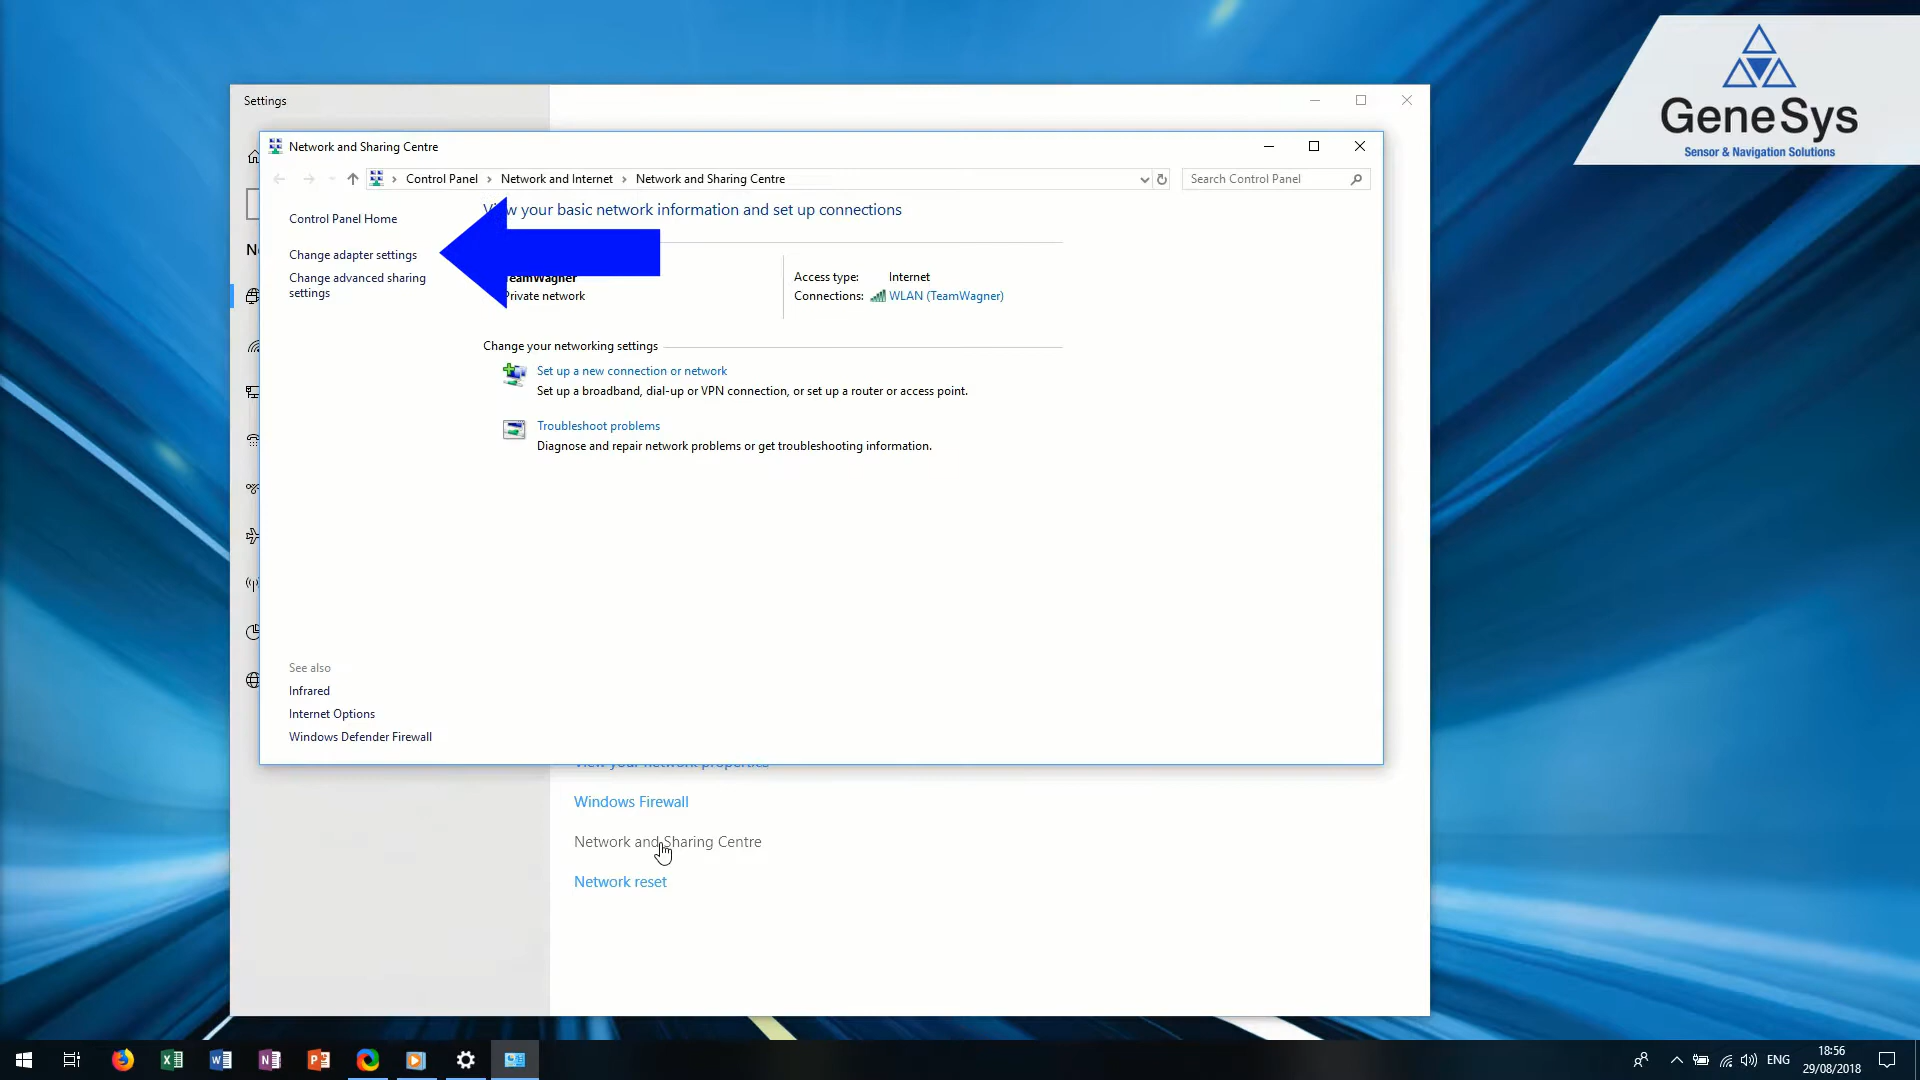 GeneSys
Sensor & Navigation Solutions
Settings
Network and Sharing Centre
Control Panel > Network and Internet > Network and Sharing Centre
Search Control Panel
Control Panel Home
Change adapter settings
Change advanced sharing
settings
your basic network information and set up connections
TeamWagner
Private network
Access type: Internet
Connections: WLAN (TeamWagner)
Change your networking settings
Set up a new connection or network
Set up a broadband, dial-up or VPN connection, or set up a router or access point.
Troubleshoot problems
Diagnose and repair network problems or get troubleshooting information.
See also
Infrared
Internet Options
Windows Defender Firewall
View your network properties
Windows Firewall
Network and Sharing Centre
Network reset
ENG
18:56
29/08/2018